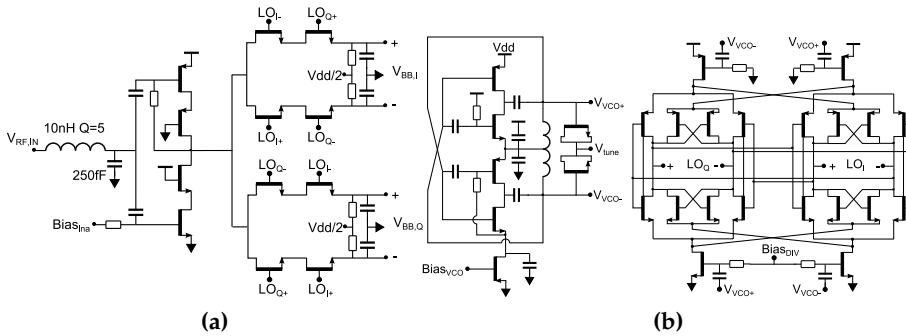 LO_I-
LO_Q+
+
V_BB,I
Vdd/2
-
LO_I+
LO_Q-
10nH Q=5
V_RF,IN
250fF
Bias_lna
LO_Q-
LO_I-
+
Vdd/2
V_BB,Q
-
LO_Q+
LO_I+
(a)
Vdd
V_VCO+
V_tune
V_VCO-
Bias_VCO
V_VCO-
V_VCO+
+ LO_Q -
+ LO_I -
Bias_DIV
V_VCO+
V_VCO-
(b)